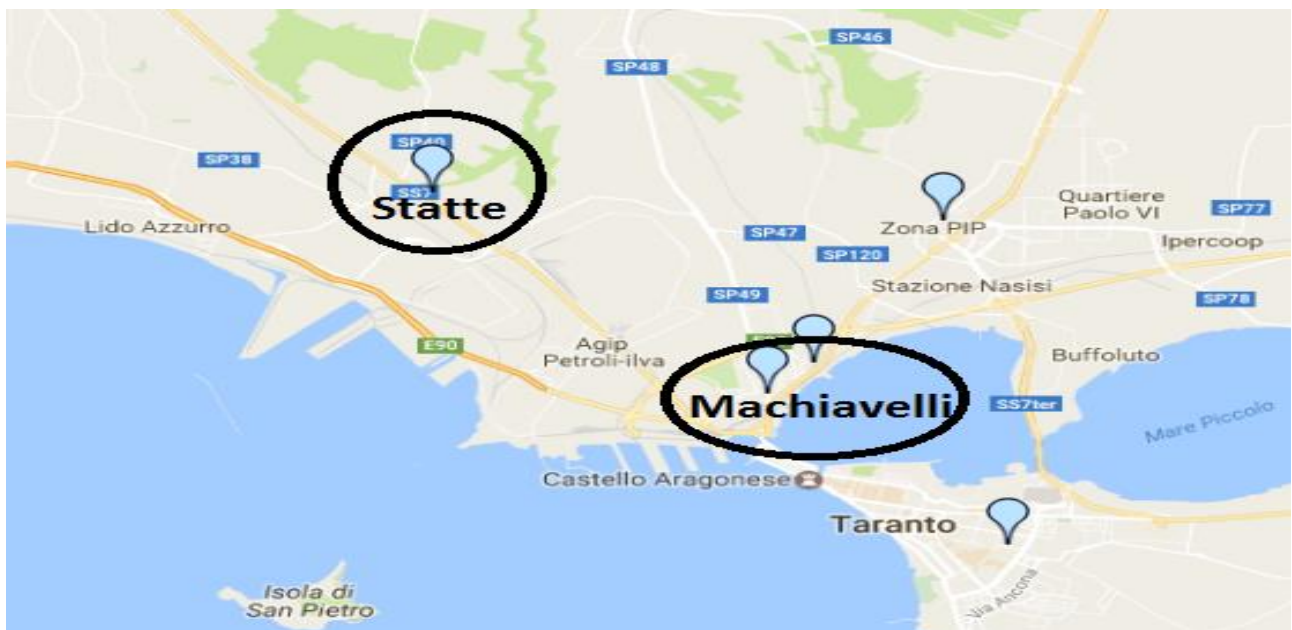 SP46
SP48
SP40
SP38
SS7
Statte
Quartiere
Paolo VI
SP77
Lido Azzurro
Zona PIP
SP47
Ipercoop
SP120
Stazione Nasisi
SP49
SP78
E90
Agip
Petroli-ilva
Buffoluto
Machiavelli
SS7ter
Mare Piccolo
Castello Aragonese
Taranto
Isola di
San Pietro
Via Ancona